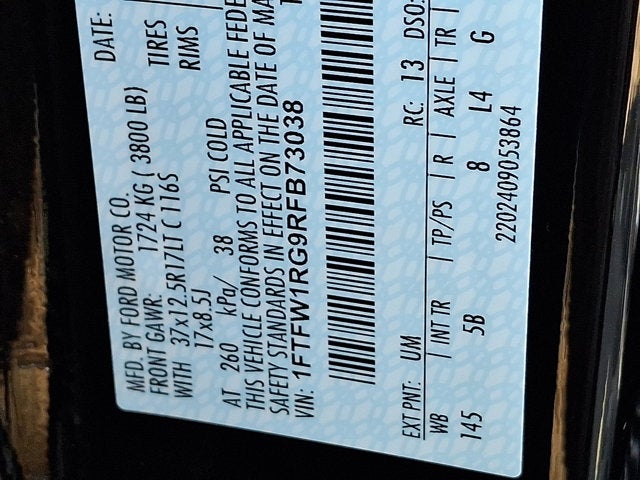 MFD. BY FORD MOTOR CO.
DATE:
FRONT GAWR: 1724 KG ( 3800 LB)
WITH 37x12.5R17LT C 116S TIRES
17x8.5J RIMS
AT 260 kPa/ 38 PSI COLD
THIS VEHICLE CONFORMS TO ALL APPLICABLE FEDE
SAFETY STANDARDS IN EFFECT ON THE DATE OF MA
VIN: 1FTFW1RG9RFB73038
EXT PNT: UM RC: 13 DSO:
WB | INT TR | TP/PS | R | AXLE | TR |
145 5B 8 L4 G
2202409053864